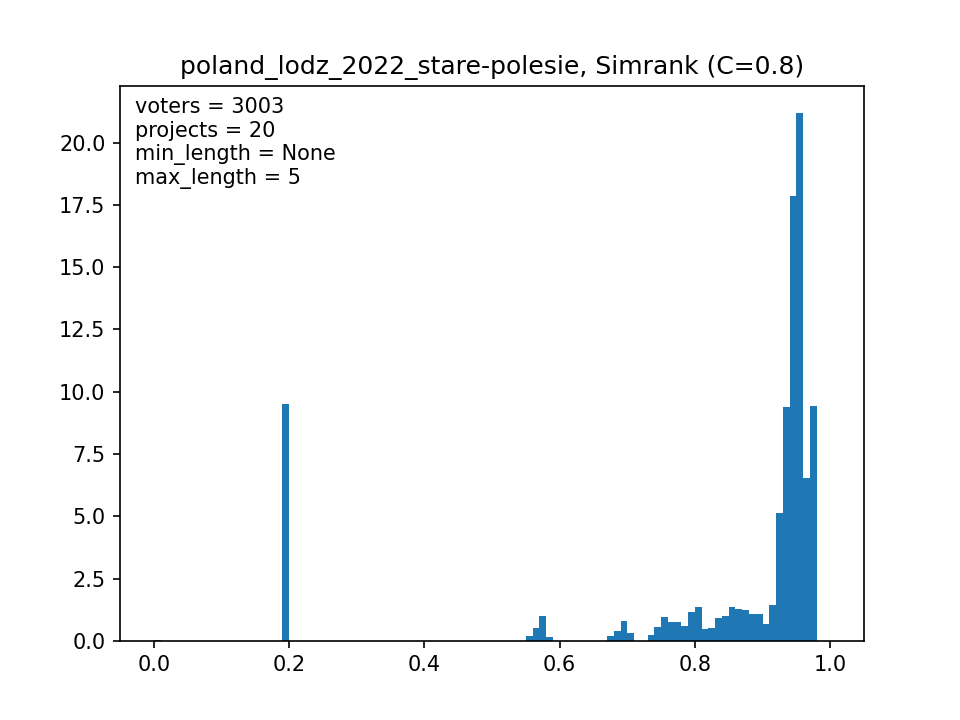 poland_lodz_2022_stare-polesie, Simrank (C=0.8)
voters = 3003
projects = 20
min_length = None
max_length = 5
20.0
17.5
15.0
12.5
10.0
7.5
5.0
2.5
0.0
0.0 0.2 0.4 0.6 0.8 1.0